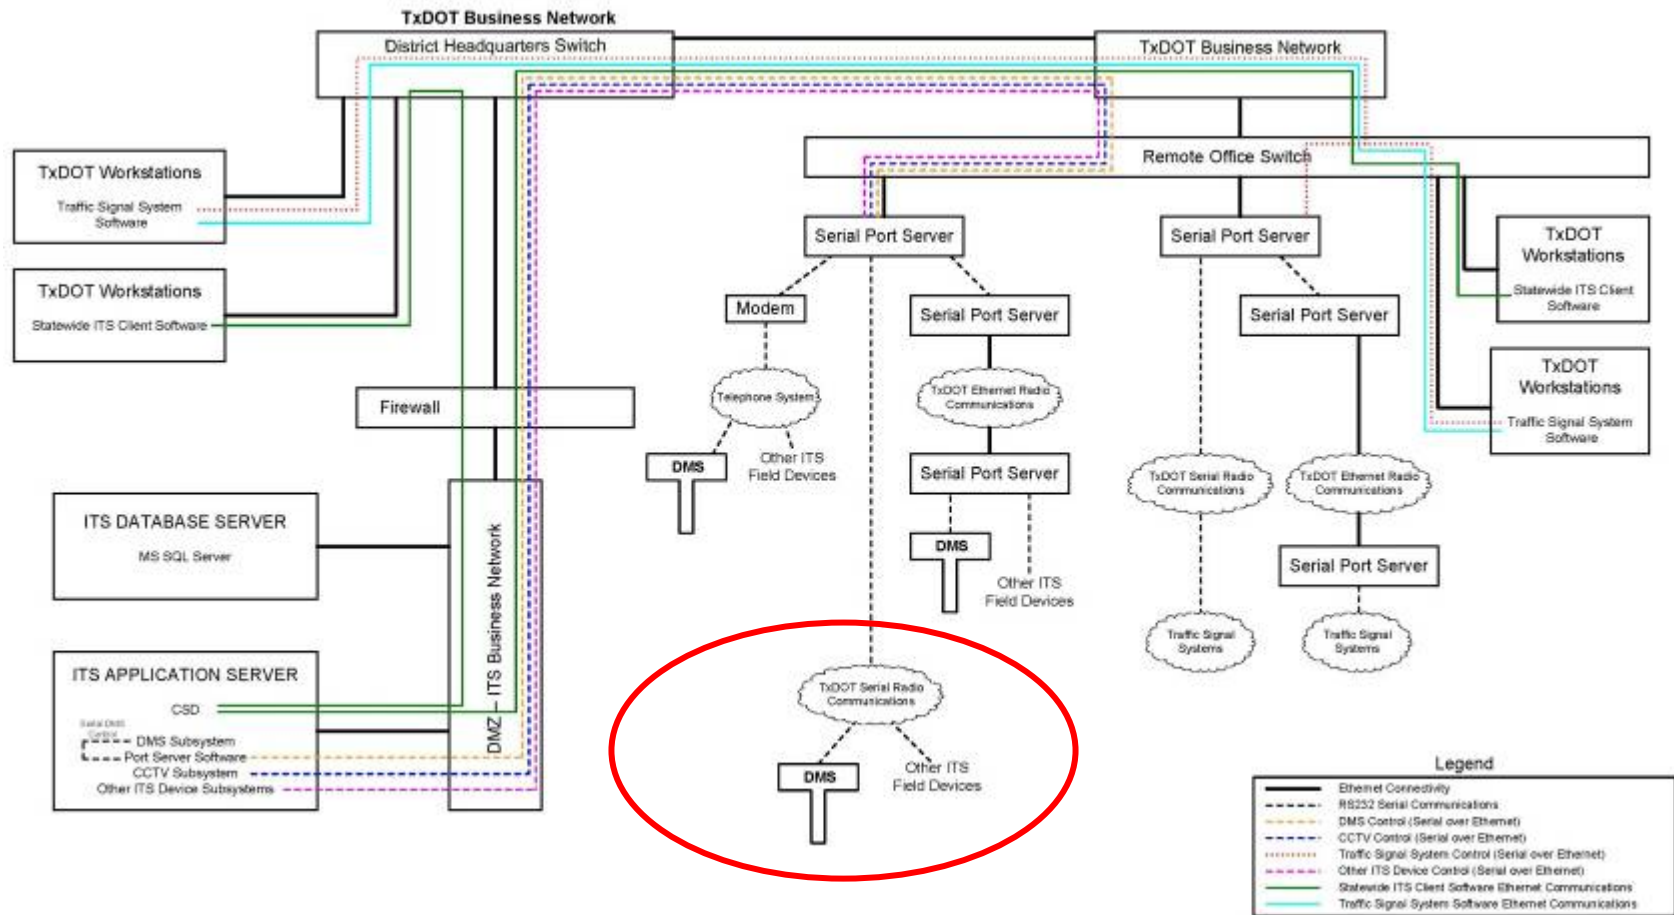 TxDOT Business Network
District Headquarters Switch
TxDOT Business Network
Remote Office Switch
TxDOT Workstations
Traffic Signal System
Software
TxDOT Workstations
Statewide ITS Client Software
Firewall
ITS DATABASE SERVER
MS SQL Server
ITS APPLICATION SERVER
CSD
Serial DMS
Control
DMS Subsystem
Port Server Software
CCTV Subsystem
Other ITS Device Subsystems
DMZ – ITS Business Network
Serial Port Server
Modem
Telephone System
DMS
Other ITS
Field Devices
Serial Port Server
TxDOT Ethernet Radio
Communications
Serial Port Server
DMS
Other ITS
Field Devices
TxDOT Serial Radio
Communications
DMS
Other ITS
Field Devices
Serial Port Server
Serial Port Server
TxDOT Serial Radio
Communications
TxDOT Ethernet Radio
Communications
Serial Port Server
Traffic Signal
Systems
Traffic Signal
Systems
TxDOT
Workstations
Statewide ITS Client
Software
TxDOT
Workstations
Traffic Signal System
Software
Legend
Ethernet Connectivity
RS232 Serial Communications
DMS Control (Serial over Ethernet)
CCTV Control (Serial over Ethernet)
Traffic Signal System Control (Serial over Ethernet)
Other ITS Device Control (Serial over Ethernet)
Statewide ITS Client Software Ethernet Communications
Traffic Signal System Software Ethernet Communications